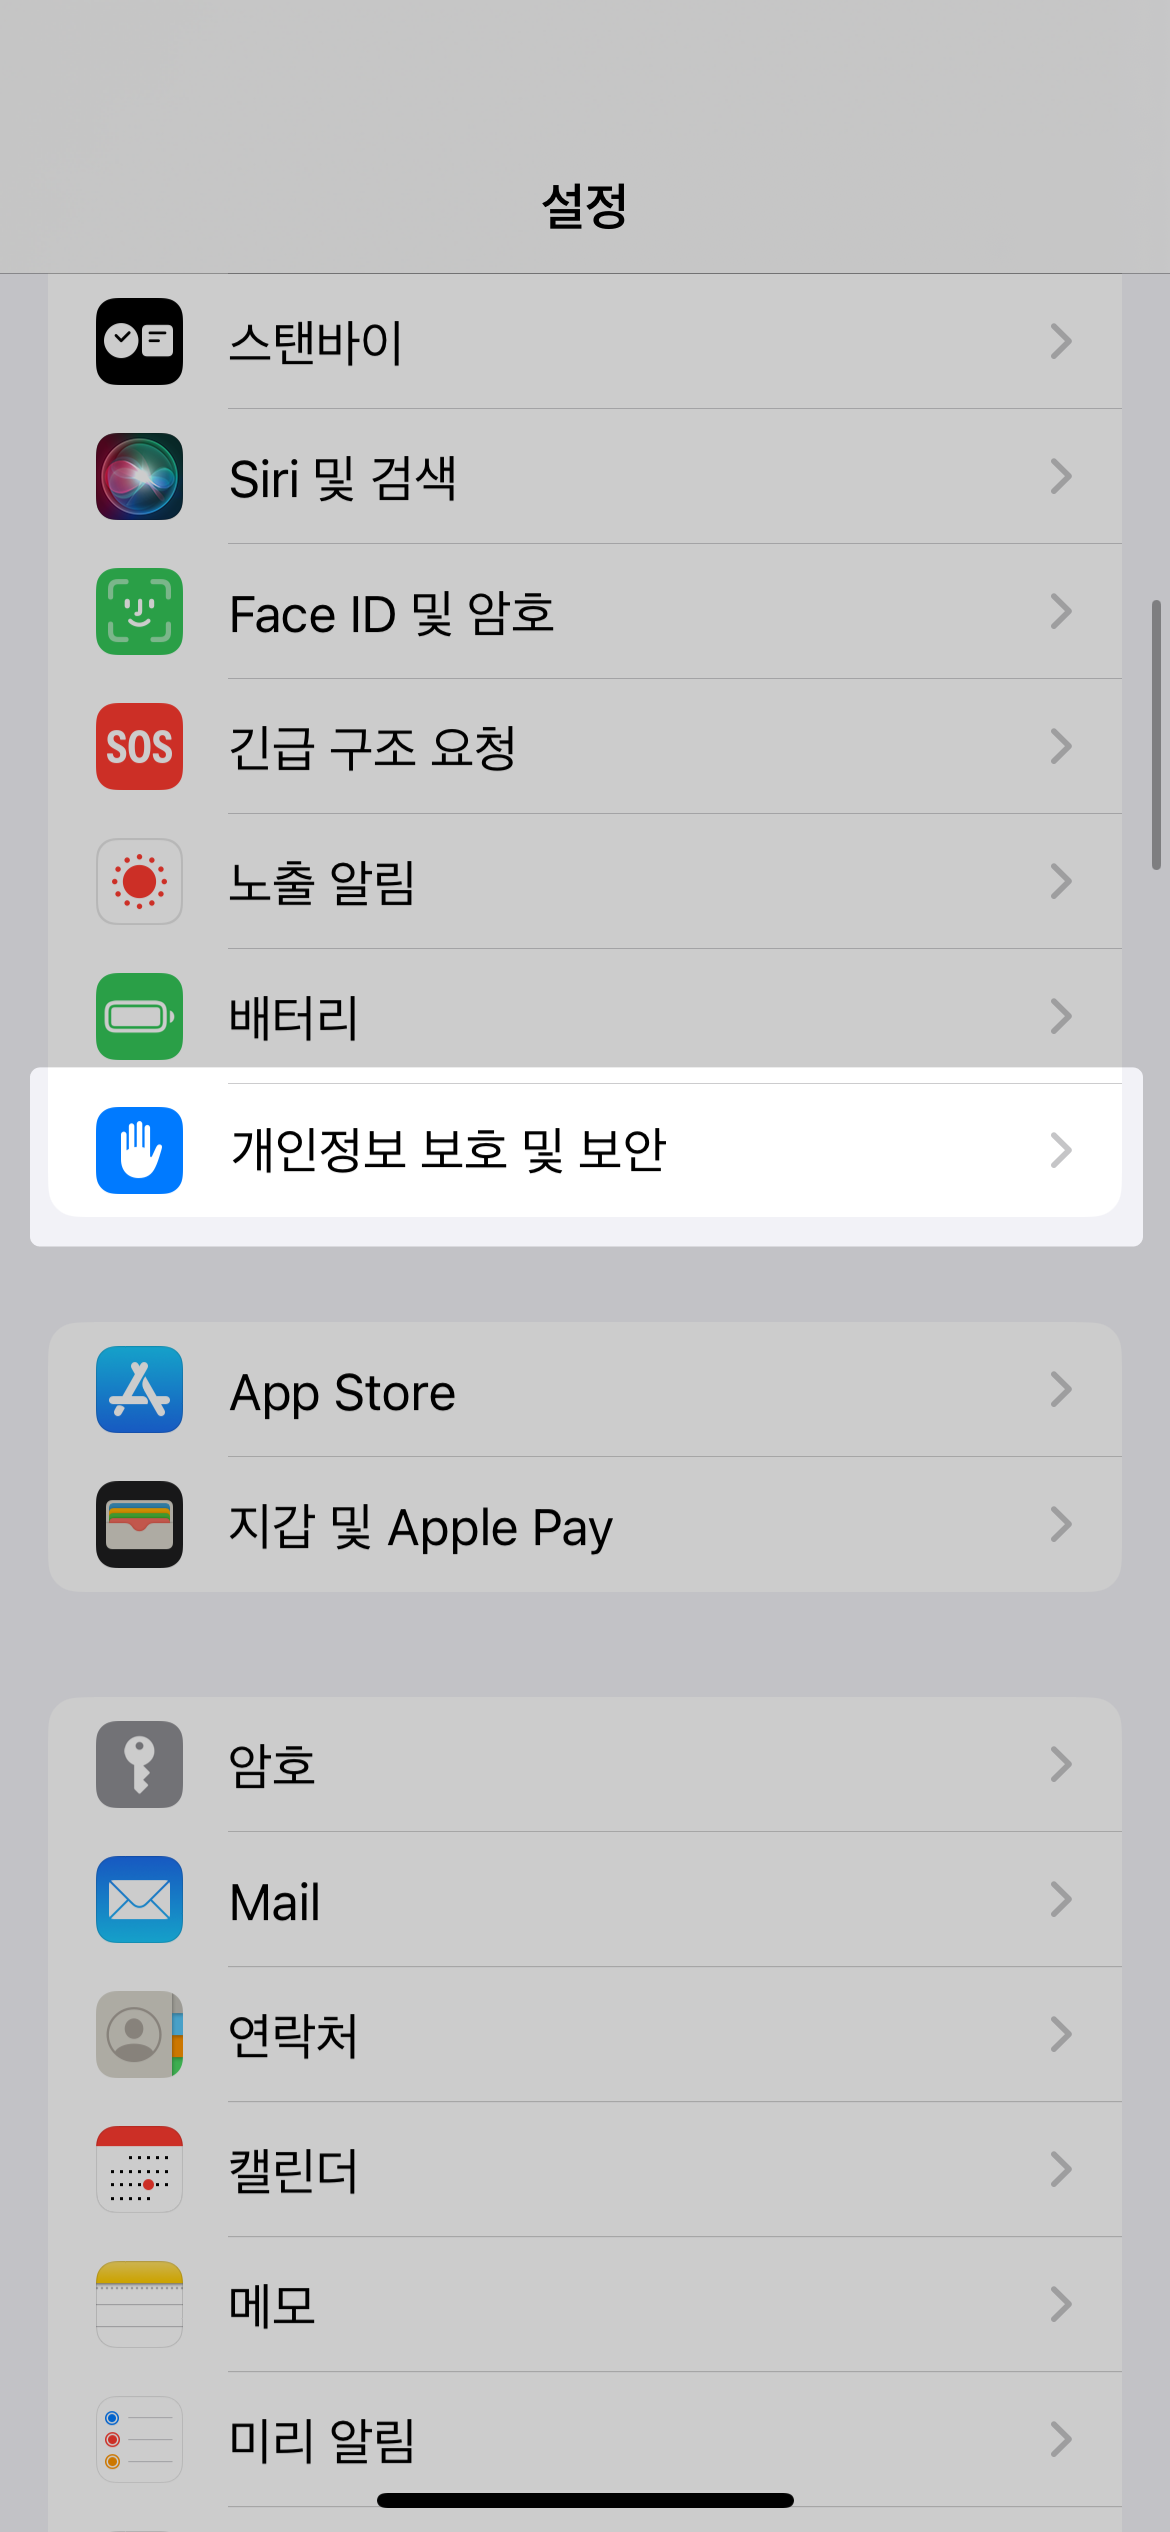 설정
스탠바이
Siri 및 검색
Face ID 및 암호
SOS
긴급 구조 요청
노출 알림
배터리
개인정보 보호 및 보안
App Store
지갑 및 Apple Pay
암호
Mail
연락처
캘린더
메모
미리 알림